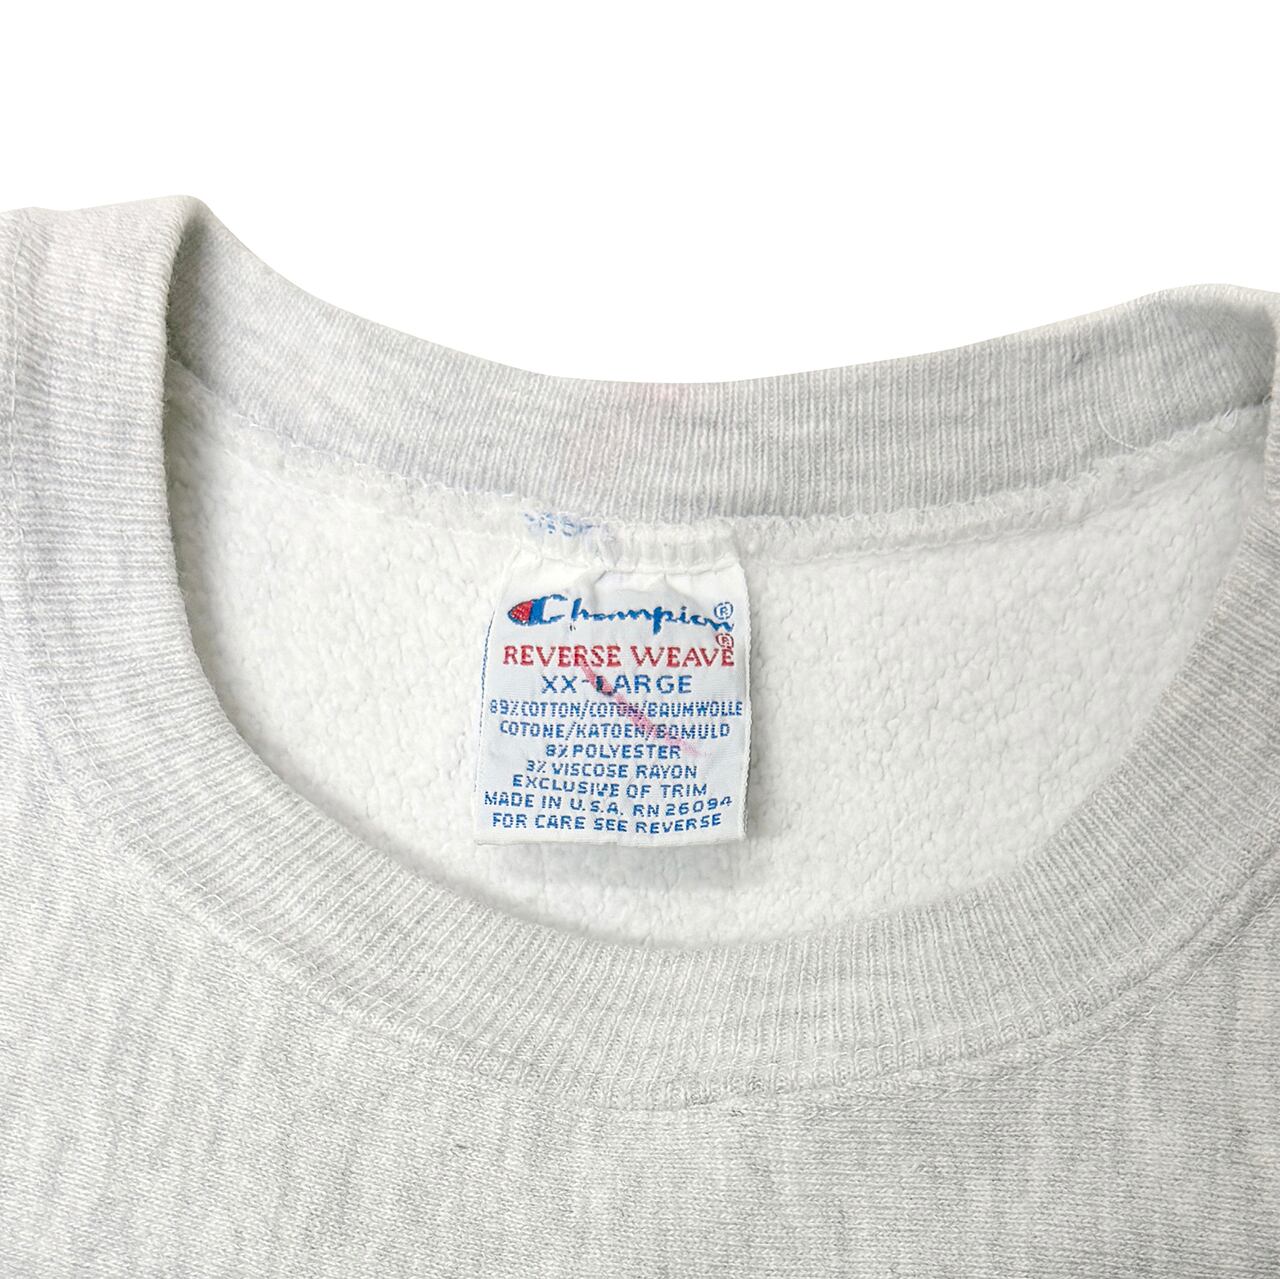 Champion®
REVERSE WEAVE®
XX-LARGE
89% COTTON/COTON/BAUMWOLLE
COTONE/KATOEN/BOMULD
8% POLYESTER
3% VISCOSE RAYON
EXCLUSIVE OF TRIM
MADE IN U.S.A. RN 26094
FOR CARE SEE REVERSE